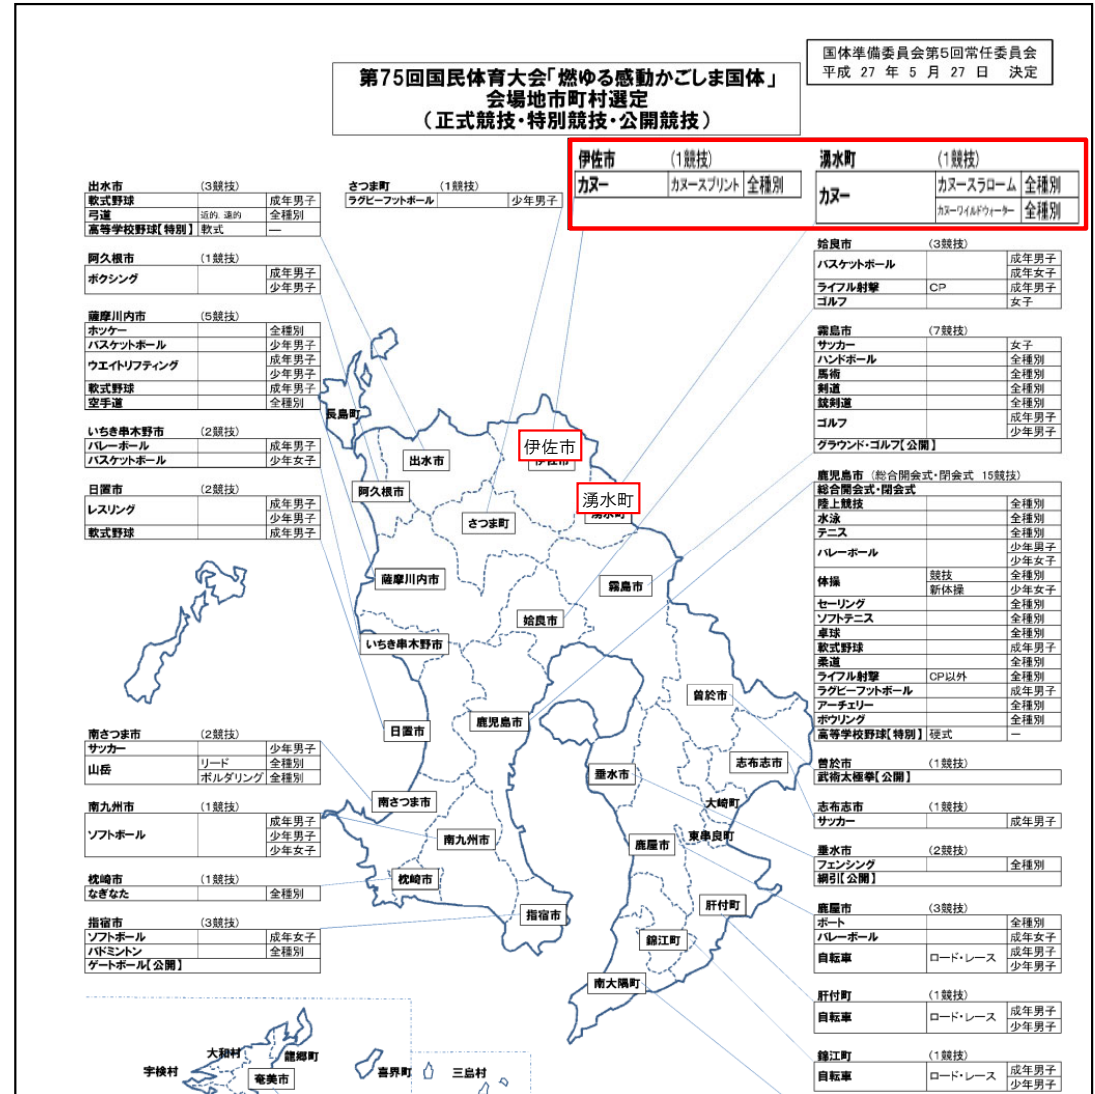 国体準備委員会第5回常任委員会
平成 27 年 5 月 27 日 決定
第75回国民体育大会｢燃ゆる感動かごしま国体｣
会場地市町村選定
（正式競技・特別競技・公開競技）
伊佐市 (1競技)
カヌー カヌースプリント 全種別
湧水町 (1競技)
カヌー カヌースラローム 全種別
カヌーワイルドウォーター 全種別
出水市 (3競技)
軟式野球 成年男子
弓道 近的、遠的 全種別
高等学校野球【特別】 軟式 ―
さつま町 (1競技)
ラグビーフットボール 少年男子
阿久根市 (1競技)
ボクシング 成年男子
少年男子
薩摩川内市 (5競技)
ホッケー 全種別
バスケットボール 少年男子
ウエイトリフティング 成年男子
少年男子
軟式野球 成年男子
空手道 全種別
いちき串木野市 (2競技)
バレーボール 成年男子
バスケットボール 少年女子
日置市 (2競技)
レスリング 成年男子
少年男子
軟式野球 成年男子
南さつま市 (2競技)
サッカー 少年男子
山岳 リード 全種別
ボルダリング 全種別
南九州市 (1競技)
ソフトボール 成年男子
少年男子
少年女子
枕崎市 (1競技)
なぎなた 全種別
指宿市 (3競技)
ソフトボール 成年女子
バドミントン 全種別
ゲートボール【公開】
姶良市 (3競技)
バスケットボール 成年男子
成年女子
ライフル射撃 CP 成年男子
ゴルフ 女子
霧島市 (7競技)
サッカー 女子
ハンドボール 全種別
馬術 全種別
剣道 全種別
銃剣道 全種別
ゴルフ 成年男子
少年男子
グラウンド・ゴルフ【公開】
鹿児島市 (総合開会式・閉会式 15競技)
総合開会式・閉会式
陸上競技 全種別
水泳 全種別
テニス 全種別
バレーボール 少年男子
少年女子
体操 競技 全種別
新体操 少年女子
セーリング 全種別
ソフトテニス 全種別
卓球 全種別
軟式野球 成年男子
柔道 全種別
ライフル射撃 CP以外 全種別
ラグビーフットボール 成年男子
アーチェリー 全種別
ボウリング 全種別
高等学校野球【特別】 硬式 ―
曽於市 (1競技)
武術太極拳【公開】
志布志市 (1競技)
サッカー 成年男子
垂水市 (2競技)
フェンシング 全種別
綱引【公開】
鹿屋市 (3競技)
ボート 全種別
バレーボール 成年女子
自転車 ロード・レース 成年男子
少年男子
肝付町 (1競技)
自転車 ロード・レース 成年男子
少年男子
錦江町 (1競技)
自転車 ロード・レース 成年男子
少年男子
長島町
出水市
伊佐市
伊佐市
阿久根市
湧水町
湧水町
さつま町
薩摩川内市
霧島市
姶良市
いちき串木野市
曽於市
鹿児島市
日置市
志布志市
垂水市
南さつま市
大崎町
東串良町
南九州市
鹿屋市
枕崎市
肝付町
指宿市
錦江町
南大隅町
大和村
龍郷町
宇検村
奄美市
喜界町
三島村